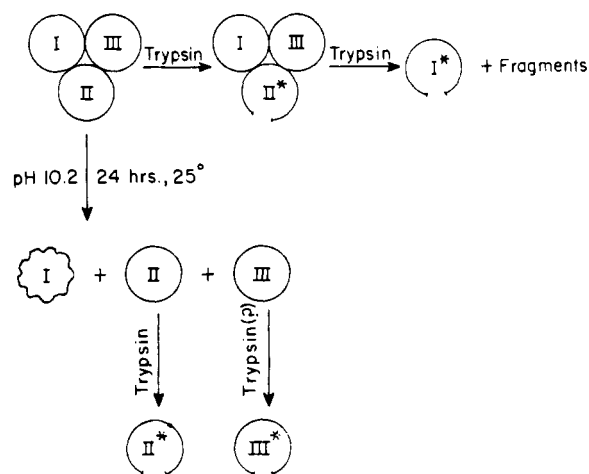 I III Trypsin I III Trypsin I* + Fragments
II II*
pH 10.2 24 hrs., 25°
I + II + III
Trypsin Trypsin(?)
II* III*